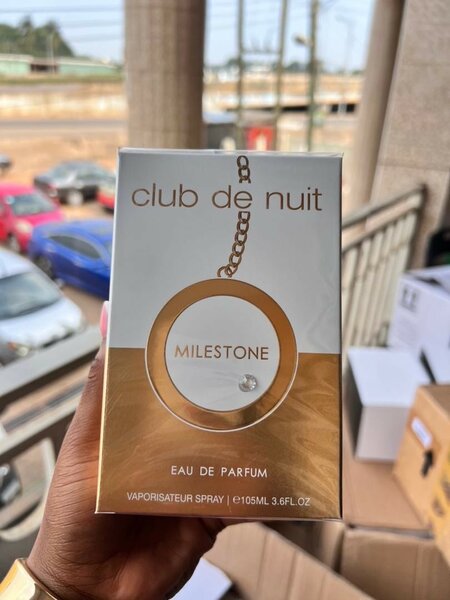 club de nuit
MILESTONE
EAU DE PARFUM
VAPORISATEUR SPRAY | ℮105ML 3.6FL.OZ